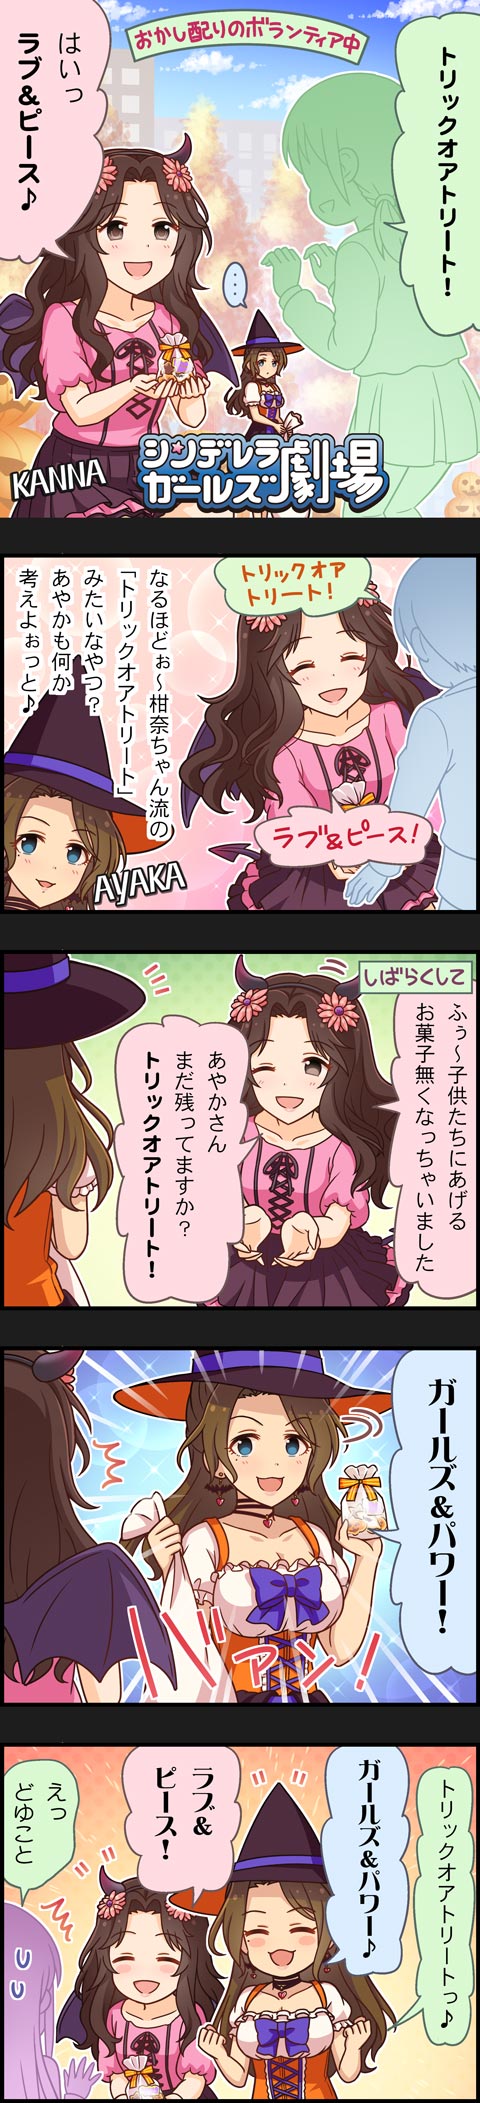 おかし配りのボランティア中
トリックオアトリート!
はいっ
ラブ&ピース♪
…
KANNA
シンデレラ
ガールズ劇場
トリックオア
トリート!
ラブ&ピース!
なるほどぉ~柑奈ちゃん流の
「トリックオアトリート」
みたいなやつ?
あやかも何か
考えよぉっと♪
AYAKA
しばらくして
ふぅ~子供たちにあげる
お菓子無くなっちゃいました
あやかさん
まだ残ってますか?
トリックオアトリート!
ガールズ&パワー!
バァン!
トリックオアトリートっ♪
ガールズ&パワー♪
ラブ&
ピース!
えっ
どゆこと